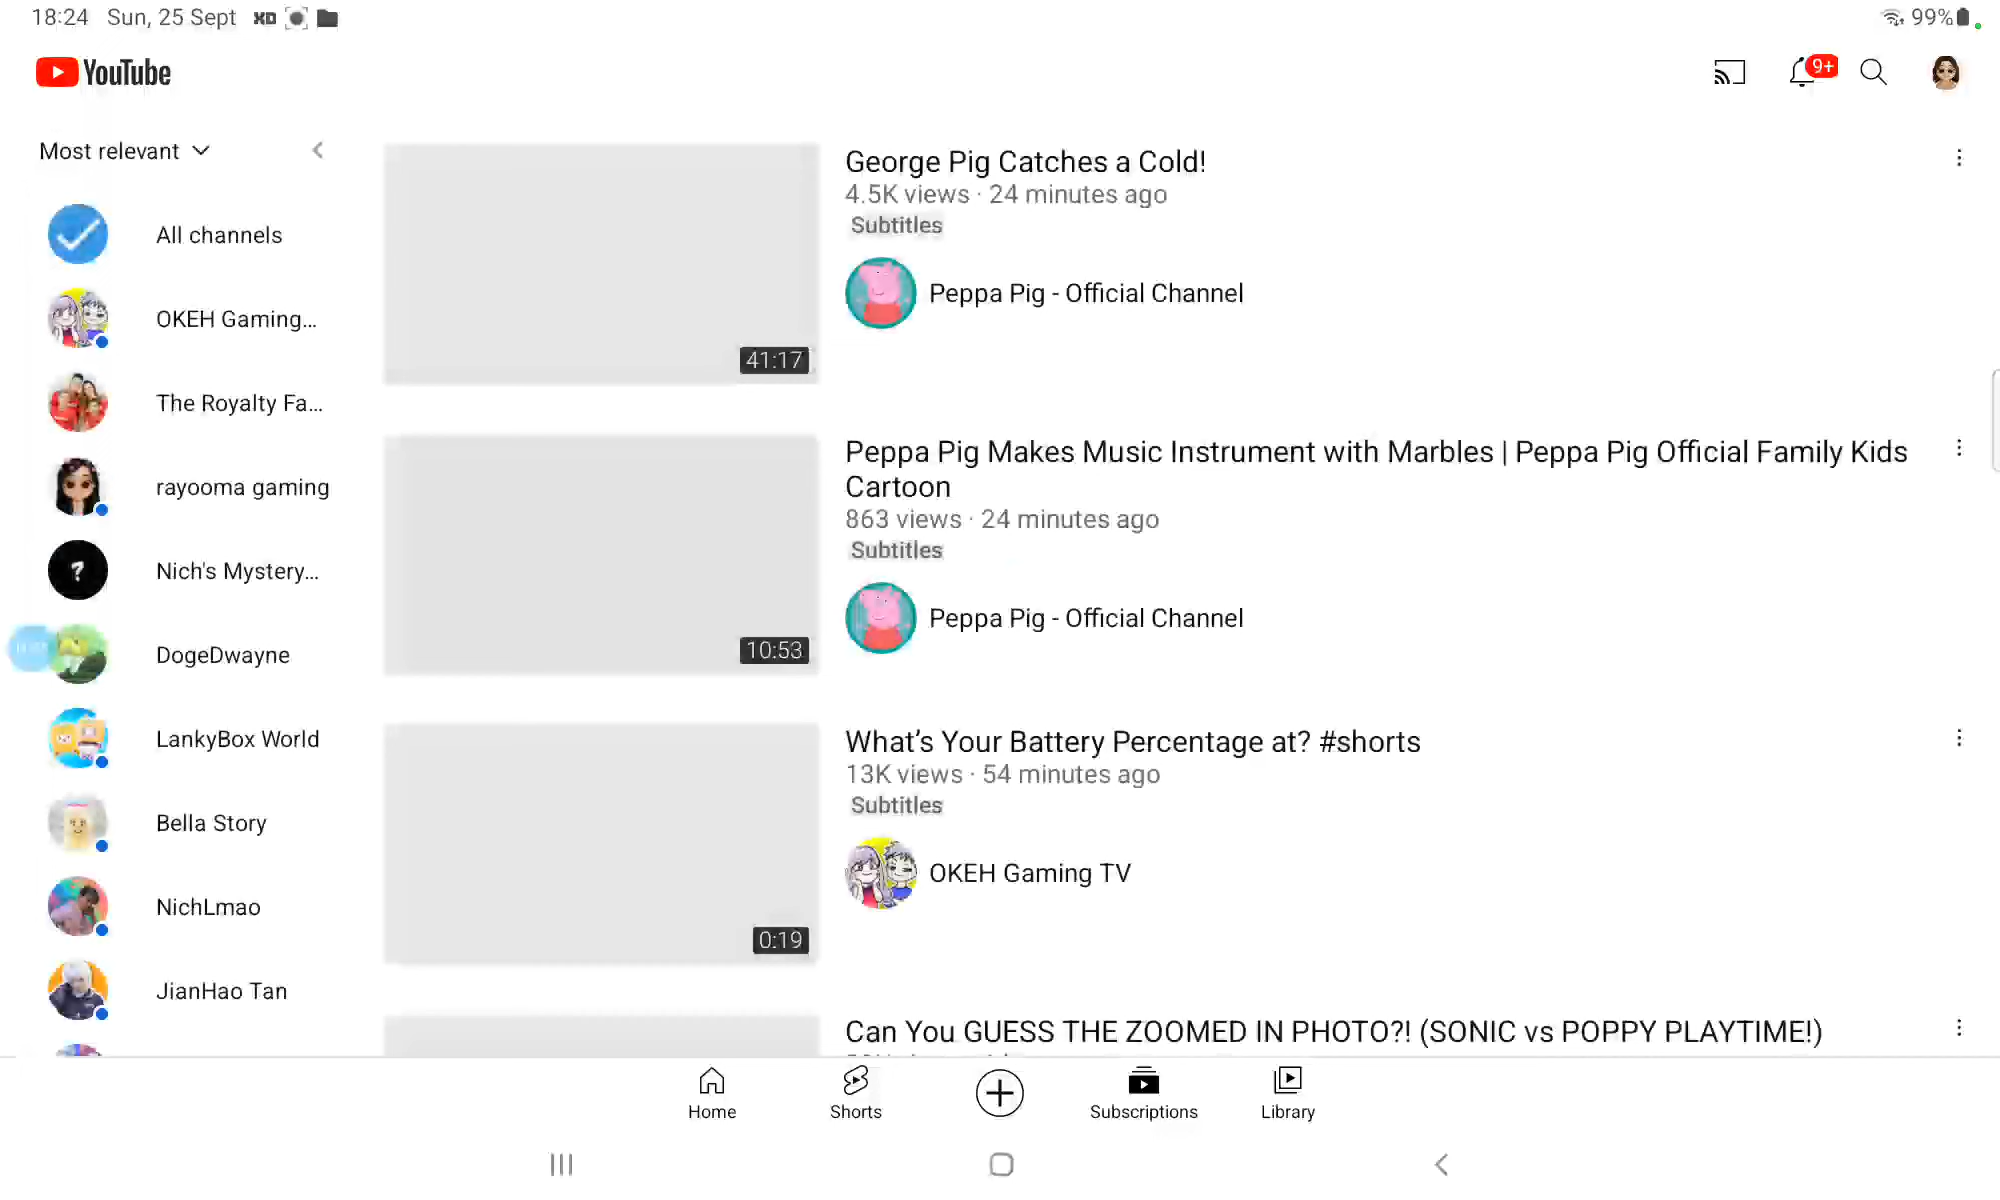 18:24 Sun, 25 Sept XD 99%
YouTube
9+
Most relevant
All channels
OKEH Gaming...
The Royalty Fa...
rayooma gaming
?
Nich's Mystery...
DogeDwayne
LankyBox World
Bella Story
NichLmao
JianHao Tan
41:17
George Pig Catches a Cold!
4.5K views · 24 minutes ago
Subtitles
Peppa Pig - Official Channel
10:53
Peppa Pig Makes Music Instrument with Marbles | Peppa Pig Official Family Kids
Cartoon
863 views · 24 minutes ago
Subtitles
Peppa Pig - Official Channel
0:19
What's Your Battery Percentage at? #shorts
13K views · 54 minutes ago
Subtitles
OKEH Gaming TV
Can You GUESS THE ZOOMED IN PHOTO?! (SONIC vs POPPY PLAYTIME!)
Home
Shorts
Subscriptions
Library